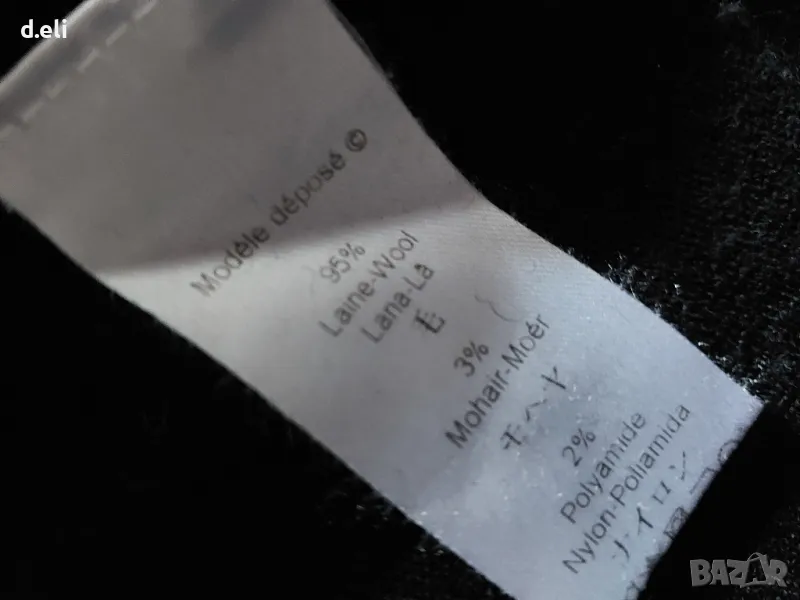 d.eli
Modèle déposé ©
95%
Laine-Wool
Lana-Lã
毛
3%
Mohair-Moér
モヘヤ
2%
Polyamide
Nylon-Poliamida
ナイロン
BAZAR